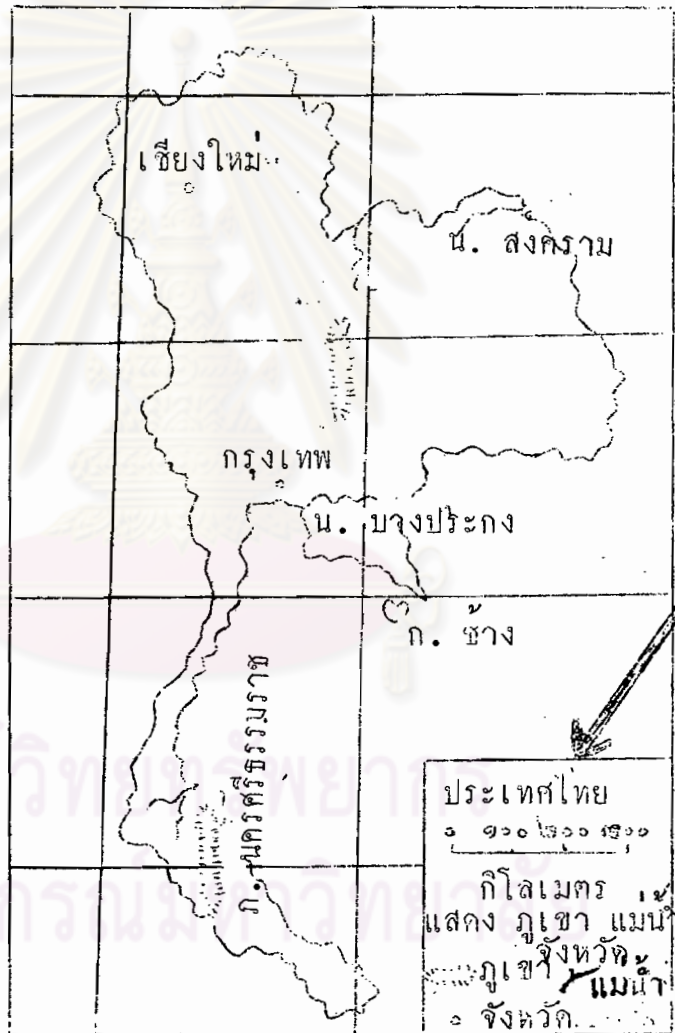 เชียงใหม่
น. สงคราม
กรุงเทพ
น. บางประกง
ก. ช้าง
ภ. นครศรีธรรมราช
ประเทศไทย
๐ ๑๐๐ ๒๐๐ ๓๐๐
กิโลเมตร
แสดง ภูเขา แม่น้ำ
จังหวัด
ภูเขา
แม่น้ำ
จังหวัด